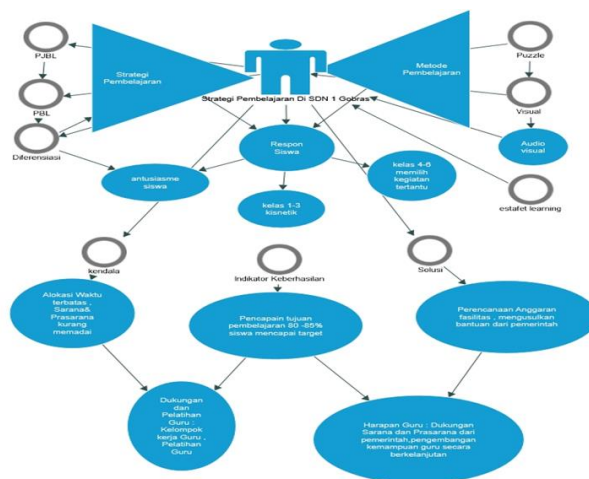 PJBL
Strategi
Pembelajaran
PBL
Diferensiasi
Strategi Pembelajaran Di SDN 1 Gobras
Metode
Pembelajaran
Puzzle
Visual
Audio
visual
estafet learning
Respon
Siswa
antusiasme
siswa
kelas 1-3
kisnetik
kelas 4-6
memilih
kegiatan
tertantu
kendala
Indikator Keberhasilan
Solusi
Alokasi Waktu
terbatas ,
Sarana&
Prasarana
kurang
memadai
Pencapain tujuan
pembelajaran 80 -85%
siswa mencapai target
Perencanaan Anggaran
fasilitas , mengusulkan
bantuan dari pemerintah
Dukungan
dan
Pelatihan
Guru :
Kelompok
kerja Guru ,
Pelatihan
Guru
Harapan Guru : Dukungan
Sarana dan Prasarana dari
pemerintah,pengembangan
kemampuan guru secara
berkelanjutan